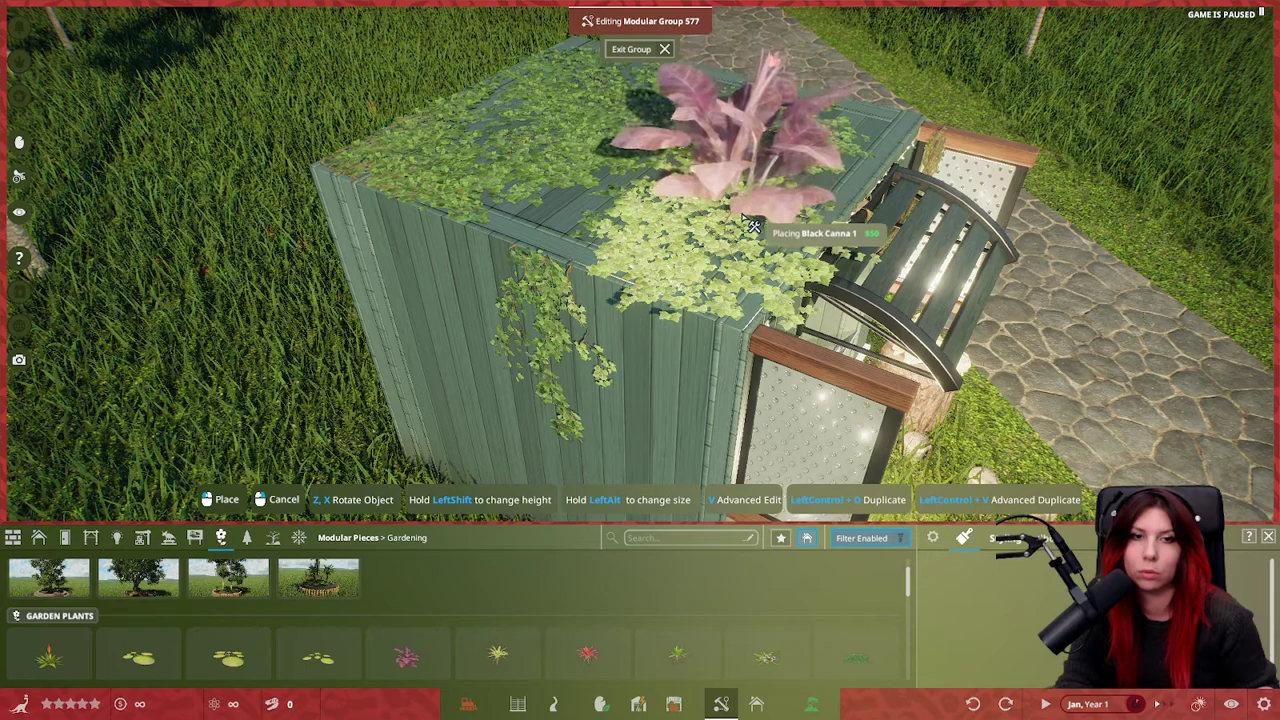 Editing Modular Group 577
GAME IS PAUSED
Exit Group
Placing Black Canna 1 $50
Place
Cancel
Z, X Rotate Object
Hold LeftShift to change height
Hold LeftAlt to change size
V Advanced Edit
LeftControl + D Duplicate
LeftControl + V Advanced Duplicate
Modular Pieces > Gardening
Search...
Filter Enabled
?
GARDEN PLANTS
0
Jan, Year 1